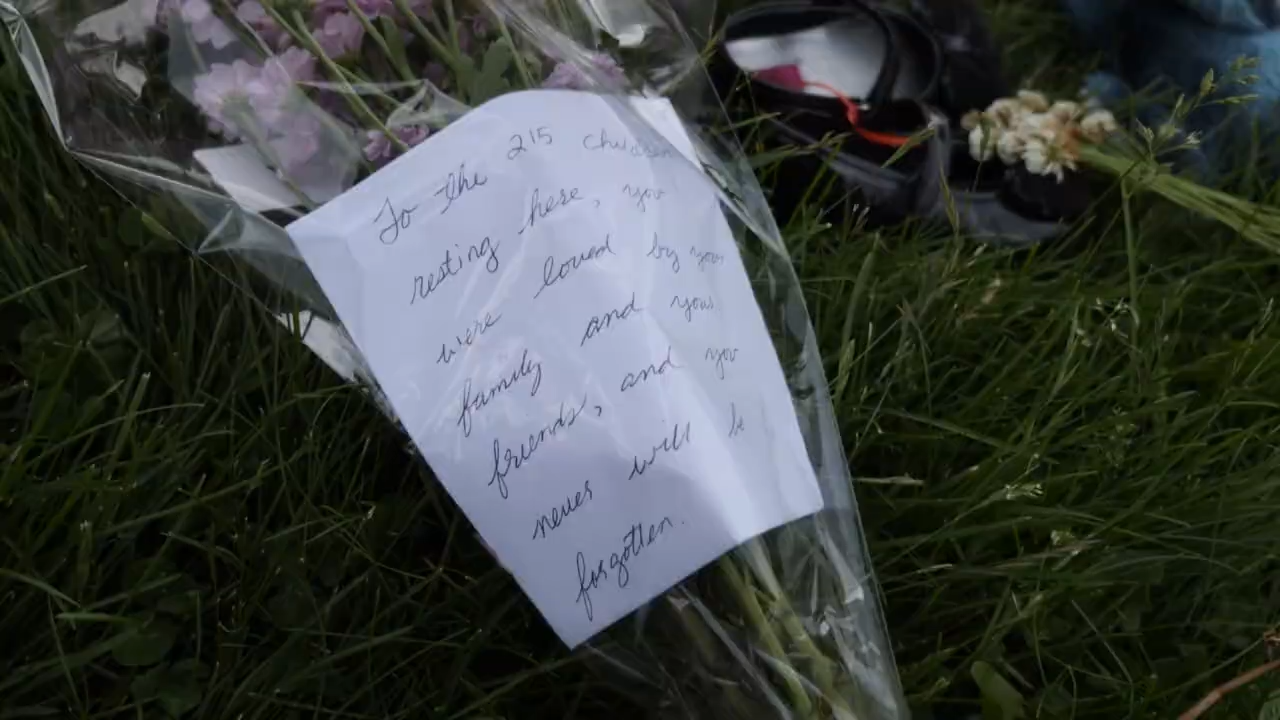 To the 215 children
resting here, you
were loved by your
family and your
friends, and you
never will be
forgotten.